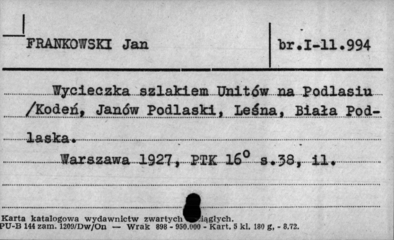 FRANKOWSKI Jan
br.I-11.994
Wycieczka szlakiem Unitów na Podlasiu
/Kodeń, Janów Podlaski, Leśna, Biała Pod-
laska.
Warszawa 1927, PTK 16° s.38, il.
Karta katalogowa wydawnictw zwartych ciągłych.
PU-B 144 zam. 1209/Dw/On — Wrak 898 - 930.000 - Kart. 5 kl. 180 g, - 8.72.